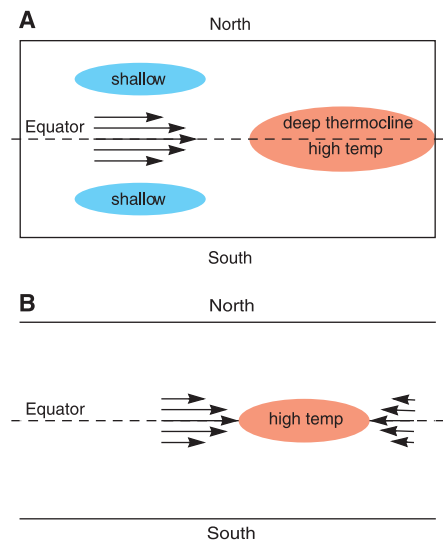 A
North
shallow
Equator
deep thermocline
high temp
shallow
South
B
North
Equator
high temp
South